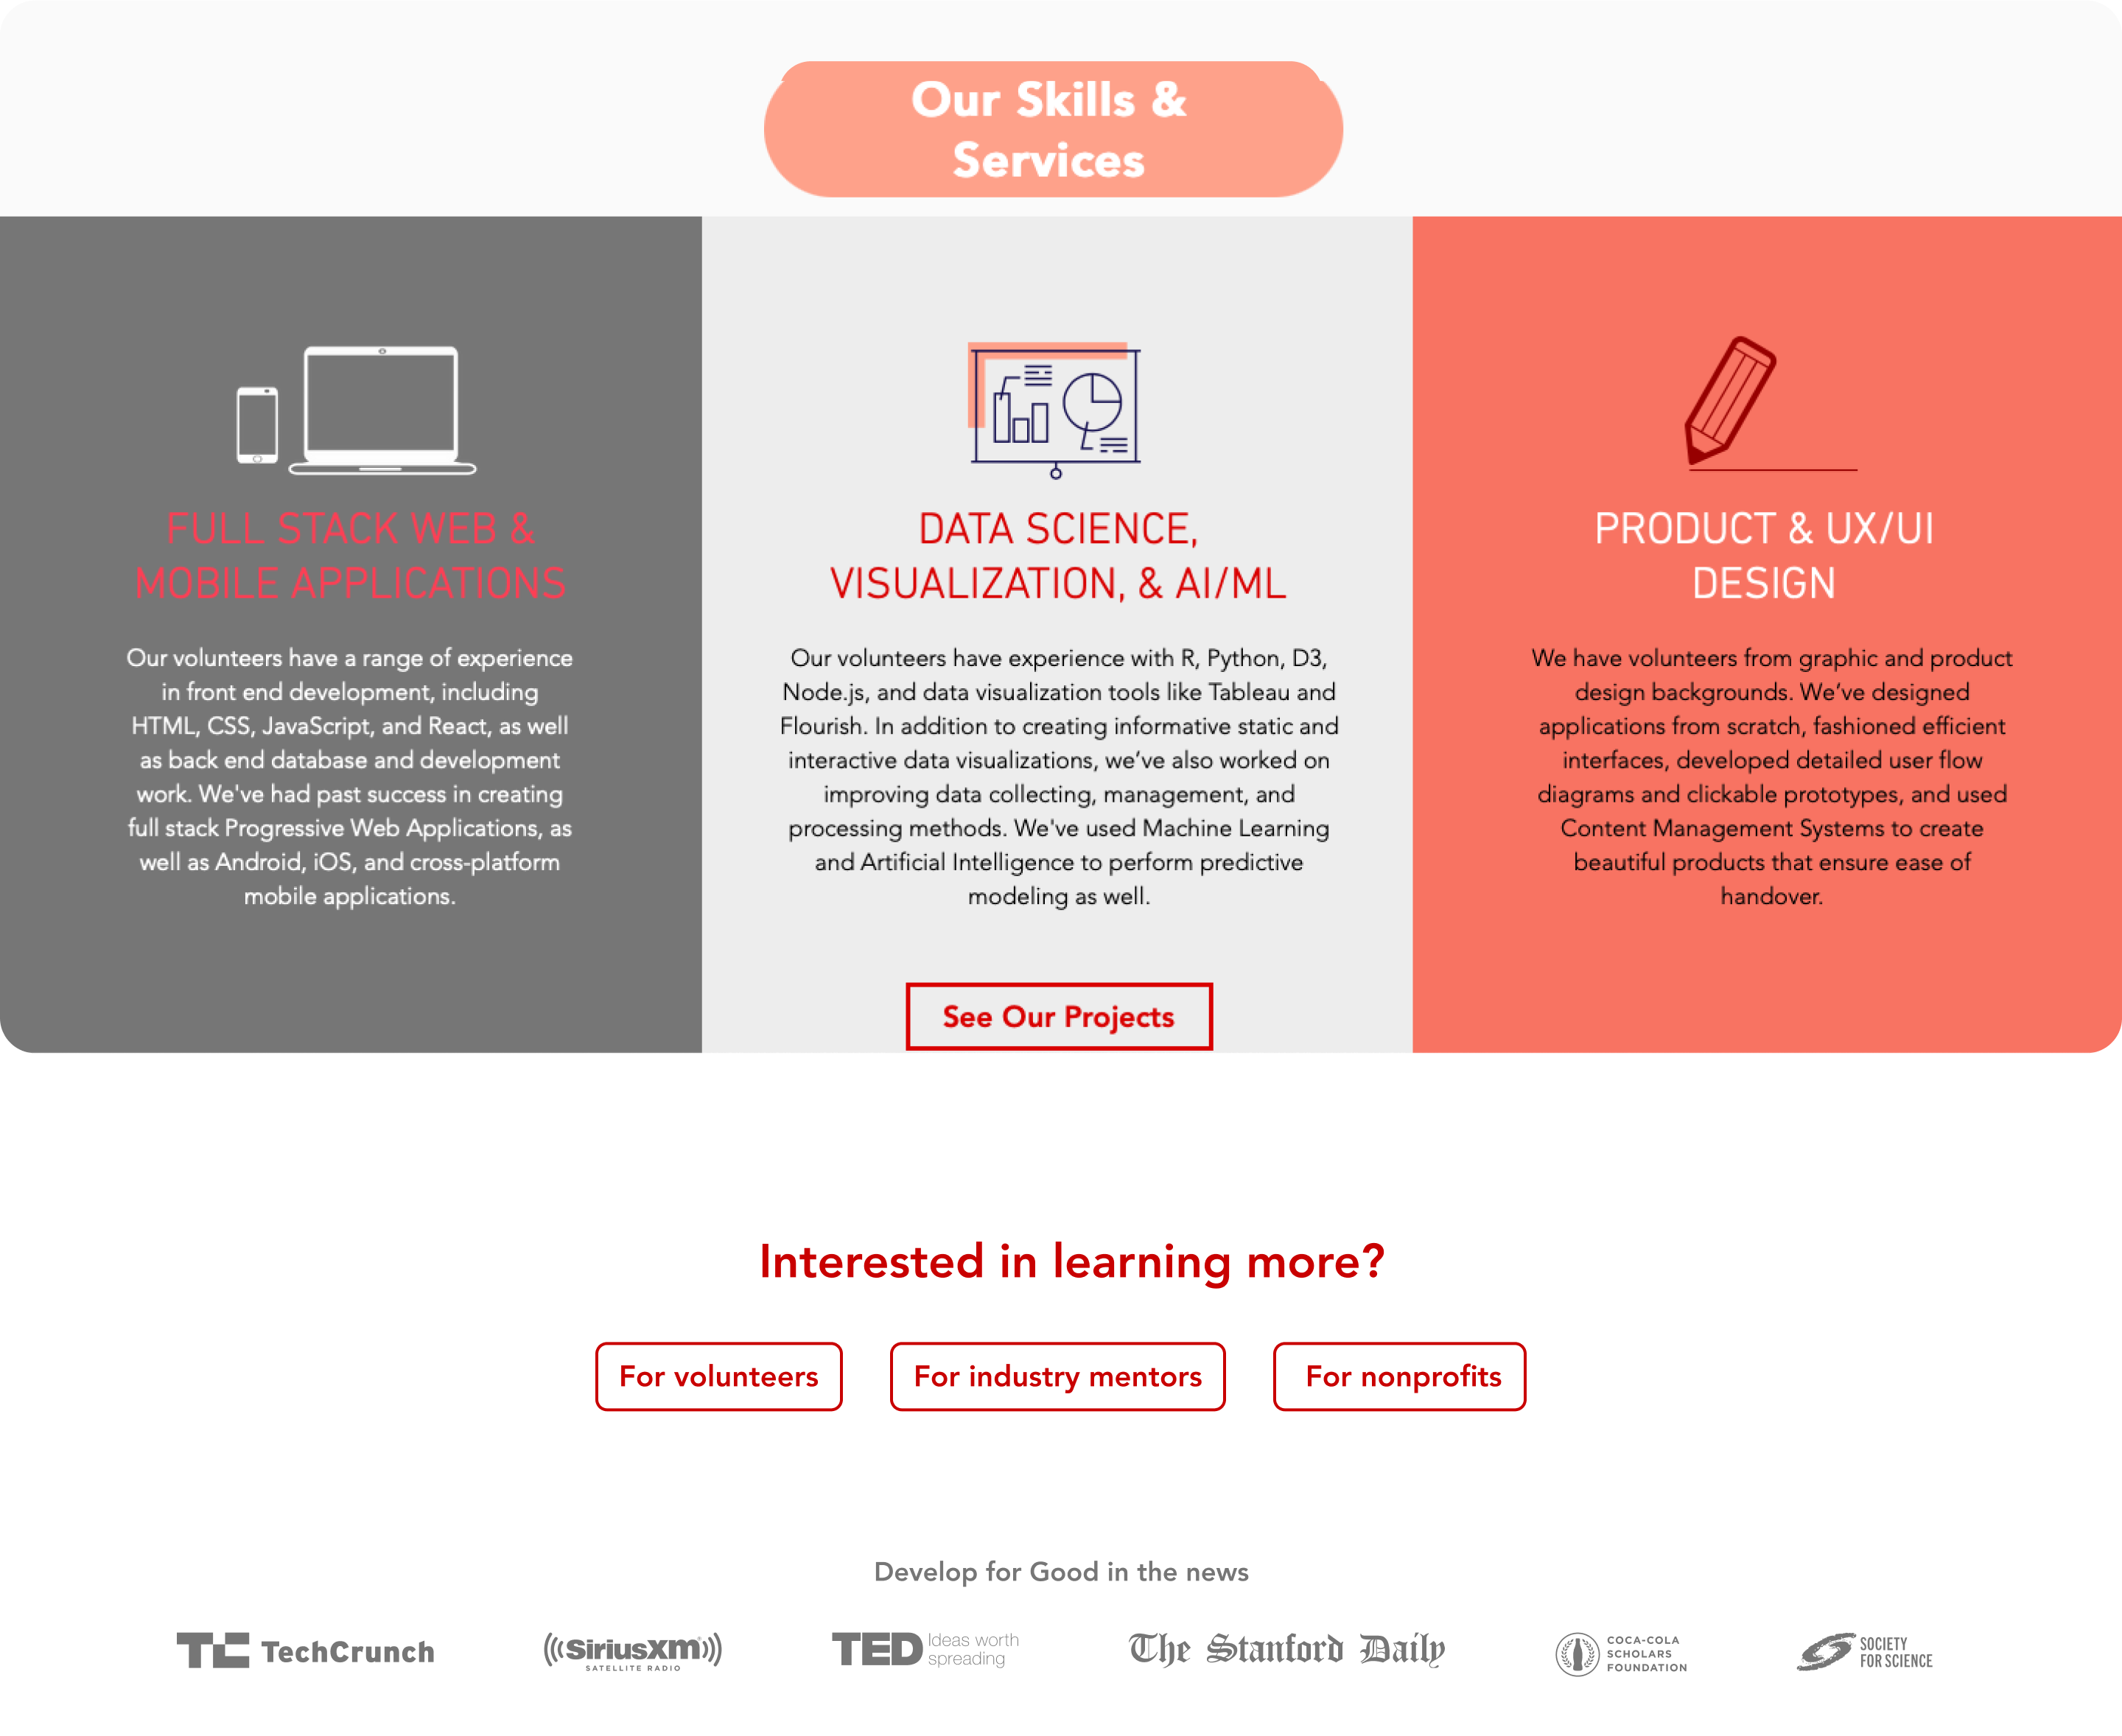 Our Skills &
Services
FULL STACK WEB &
MOBILE APPLICATIONS
Our volunteers have a range of experience
in front end development, including
HTML, CSS, JavaScript, and React, as well
as back end database and development
work. We've had past success in creating
full stack Progressive Web Applications, as
well as Android, iOS, and cross-platform
mobile applications.
DATA SCIENCE,
VISUALIZATION, & AI/ML
Our volunteers have experience with R, Python, D3,
Node.js, and data visualization tools like Tableau and
Flourish. In addition to creating informative static and
interactive data visualizations, we’ve also worked on
improving data collecting, management, and
processing methods. We've used Machine Learning
and Artificial Intelligence to perform predictive
modeling as well.
See Our Projects
PRODUCT & UX/UI
DESIGN
We have volunteers from graphic and product
design backgrounds. We’ve designed
applications from scratch, fashioned efficient
interfaces, developed detailed user flow
diagrams and clickable prototypes, and used
Content Management Systems to create
beautiful products that ensure ease of
handover.
Interested in learning more?
For volunteers
For industry mentors
For nonprofits
Develop for Good in the news
TC TechCrunch
SiriusXM
SATELLITE RADIO
TED Ideas worth
spreading
The Stanford Daily
COCA-COLA
SCHOLARS
FOUNDATION
SOCIETY
FOR SCIENCE